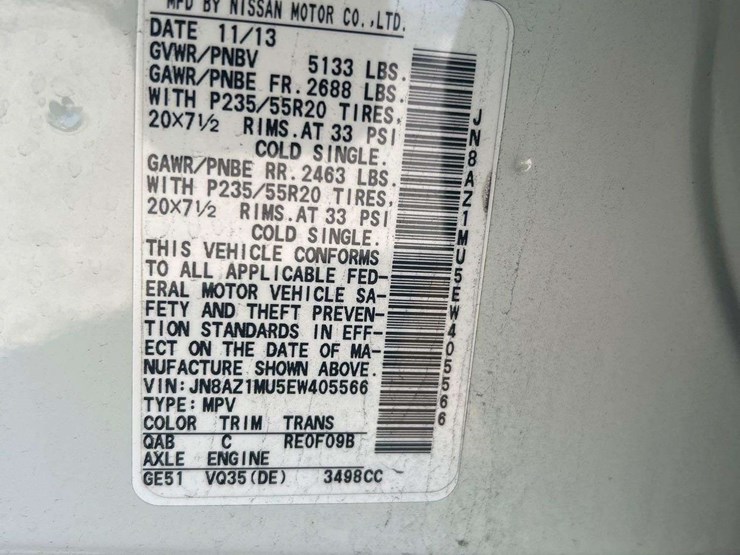 MFD BY NISSAN MOTOR CO.,LTD.
DATE 11/13
GVWR/PNBV 5133 LBS.
GAWR/PNBE FR. 2688 LBS.
WITH P235/55R20 TIRES,
20X7½ RIMS.AT 33 PSI
COLD SINGLE.
GAWR/PNBE RR. 2463 LBS.
WITH P235/55R20 TIRES,
20X7½ RIMS.AT 33 PSI
COLD SINGLE.
THIS VEHICLE CONFORMS
TO ALL APPLICABLE FED-
ERAL MOTOR VEHICLE SA-
FETY AND THEFT PREVEN-
TION STANDARDS IN EFF-
ECT ON THE DATE OF MA-
NUFACTURE SHOWN ABOVE.
VIN: JN8AZ1MU5EW405566
TYPE: MPV
COLOR TRIM TRANS
QAB C RE0F09B
AXLE ENGINE
GE51 VQ35(DE) 3498CC
JN8AZ1MU5EW405566